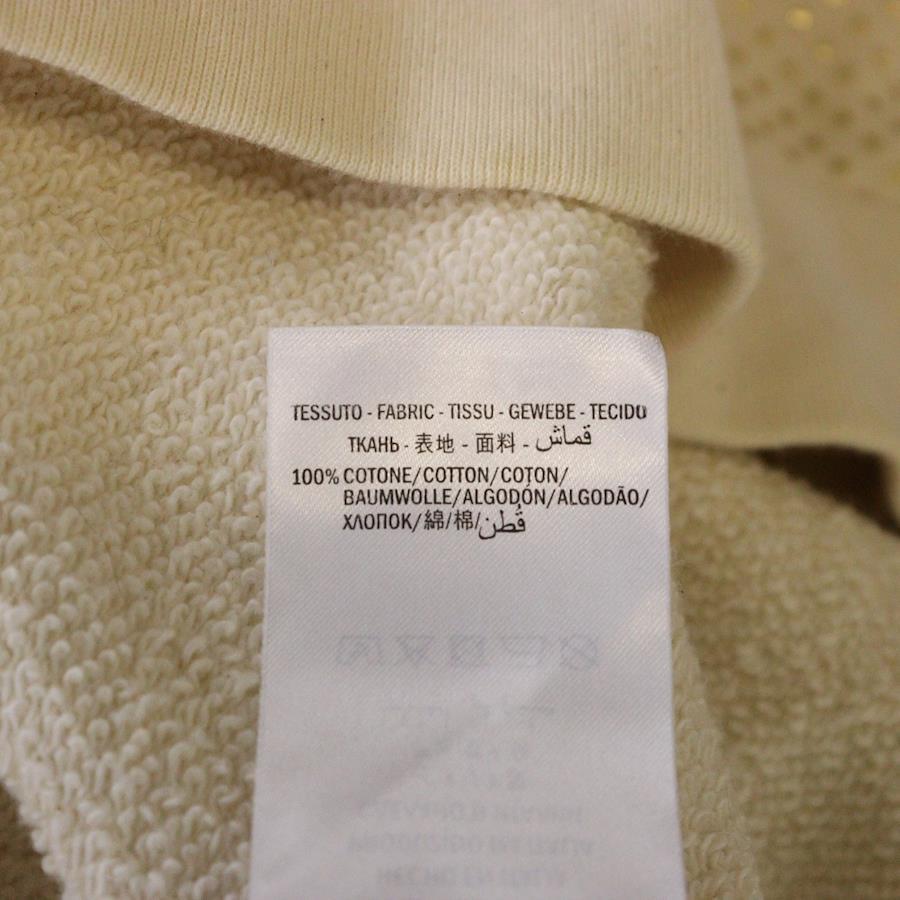 TESSUTO - FABRIC - TISSU - GEWEBE - TECIDO
ТКАНЬ - 表地 - 面料 - قماش
100% COTONE/COTTON/COTON/
BAUMWOLLE/ALGODÓN/ALGODÃO/
ХЛОПОК/綿/棉/قُطن